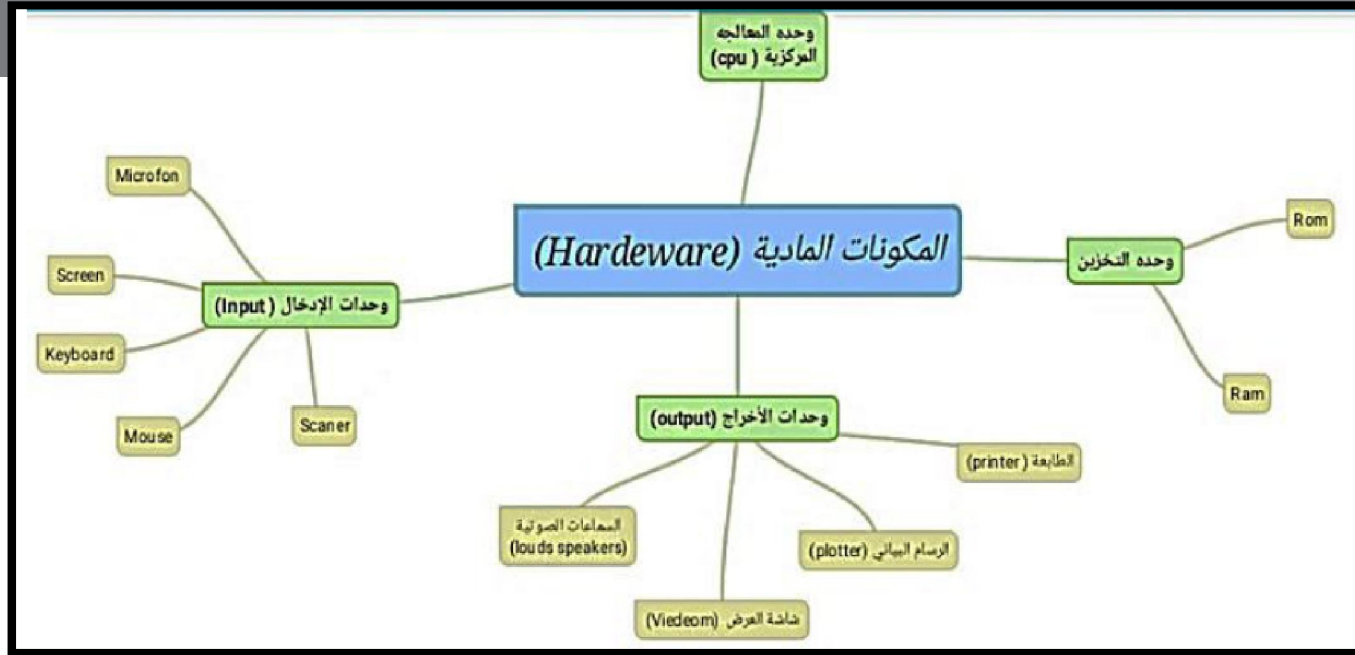 وحده المعالجه
المركزية (cpu)
المكونات المادية (Hardeware)
وحده التخزين
Rom
Ram
وحدات الإدخال (Input)
Microfon
Screen
Keyboard
Mouse
Scaner
وحدات الأخراج (output)
الطابعة (printer)
الرسام البياني (plotter)
شاشة العرض (Viedeom)
السماعات الصوتية
(louds speakers)